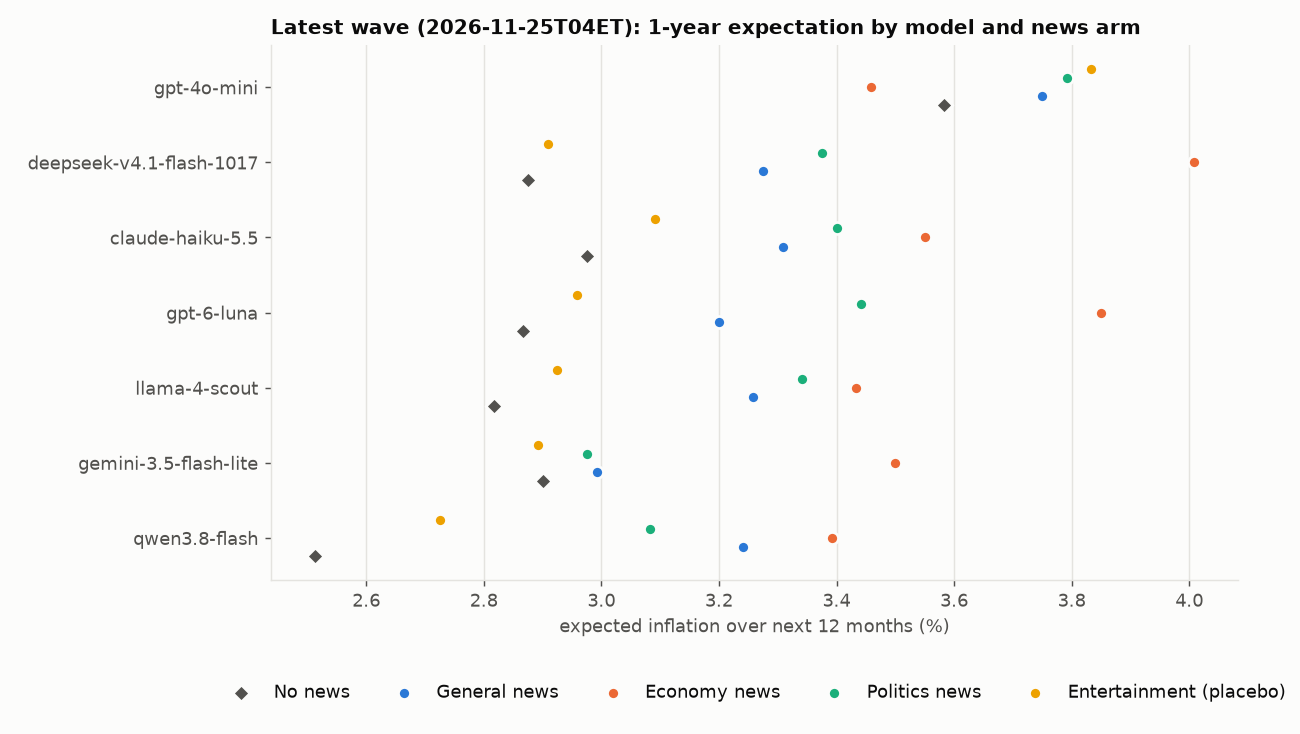 Latest wave (2026-11-25T04ET): 1-year expectation by model and news arm
gpt-4o-mini
deepseek-v4.1-flash-1017
claude-haiku-5.5
gpt-6-luna
llama-4-scout
gemini-3.5-flash-lite
qwen3.8-flash
2.6 2.8 3.0 3.2 3.4 3.6 3.8 4.0
expected inflation over next 12 months (%)
No news General news Economy news Politics news Entertainment (placebo)